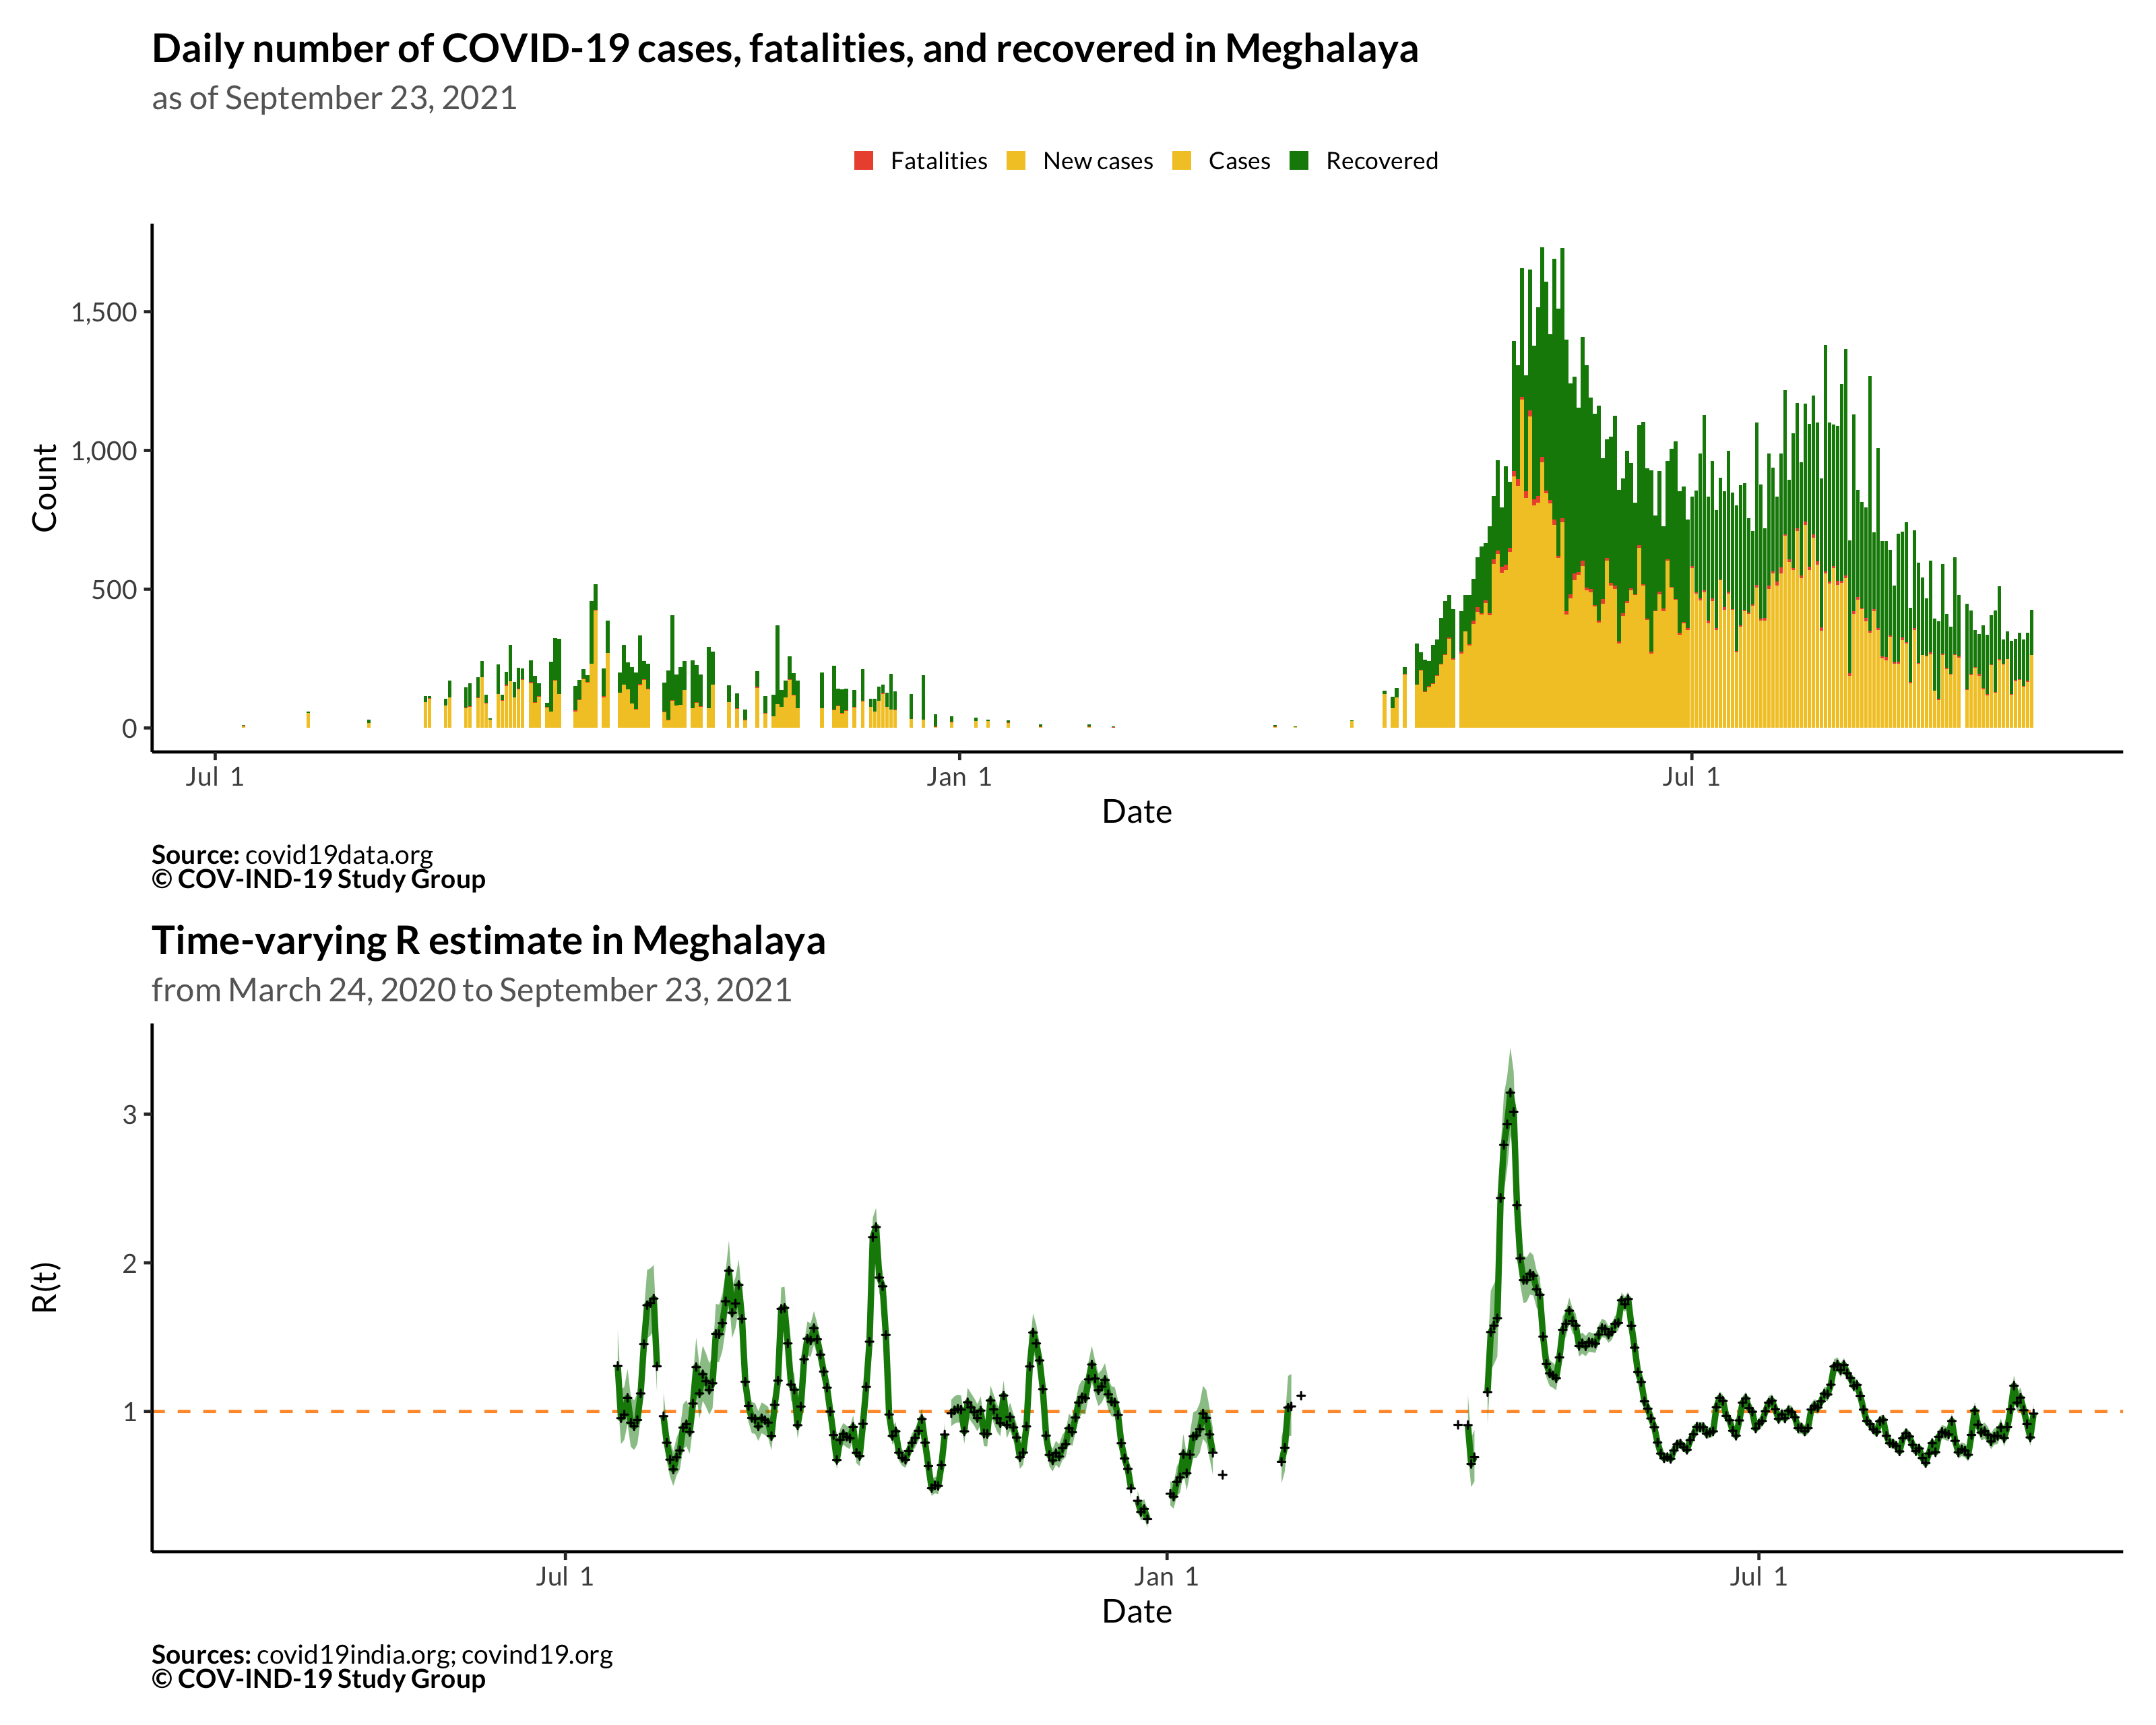 Daily number of COVID-19 cases, fatalities, and recovered in Meghalaya
as of September 23, 2021
Fatalities New cases Cases Recovered
Count
1,500
1,000
500
0
Jul 1 Jan 1 Jul 1
Date
Source: covid19data.org
© COV-IND-19 Study Group
Time-varying R estimate in Meghalaya
from March 24, 2020 to September 23, 2021
R(t)
3
2
1
Jul 1 Jan 1 Jul 1
Date
Sources: covid19india.org; covind19.org
© COV-IND-19 Study Group